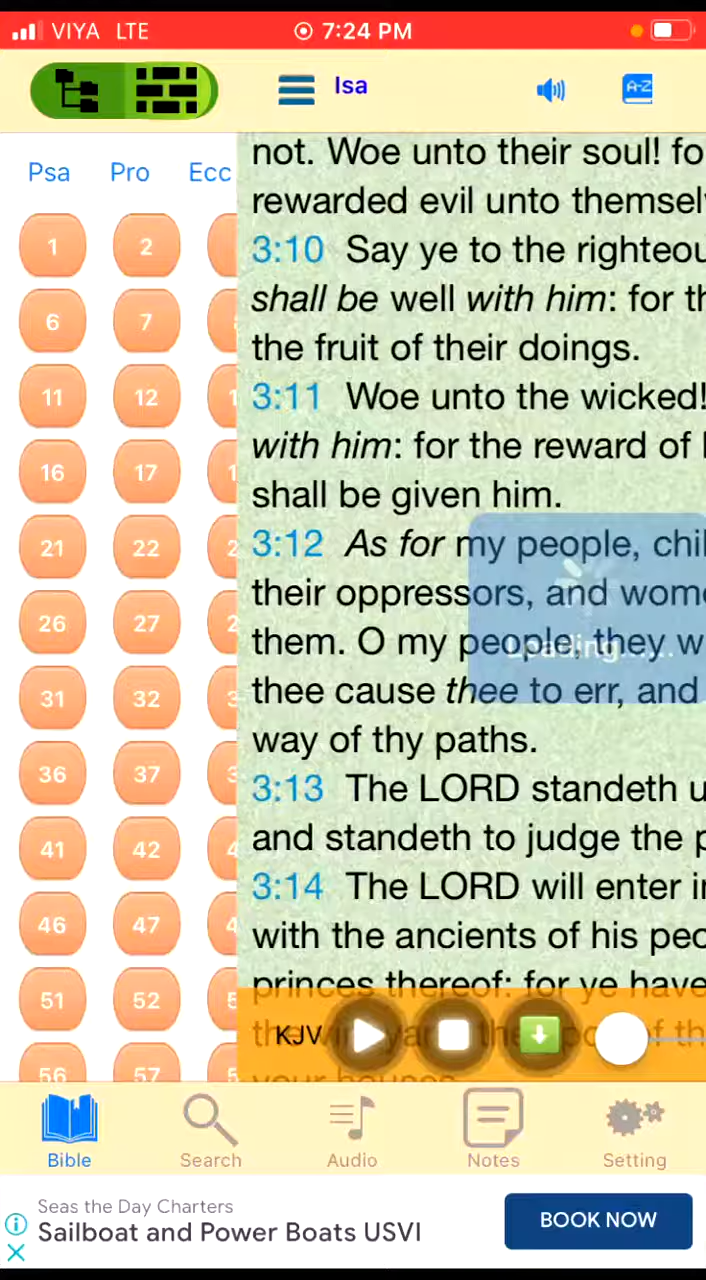 VIYA LTE 7:24 PM
Isa
A-Z
Psa Pro Ecc
1 2
6 7
11 12
16 17
21 22
26 27
31 32
36 37
41 42
46 47
51 52
56 57
not. Woe unto their soul! fo
rewarded evil unto themsel
3:10 Say ye to the righteou
shall be well with him: for th
the fruit of their doings.
3:11 Woe unto the wicked!
with him: for the reward of
shall be given him.
3:12 As for my people, chil
their oppressors, and wome
them. O my people, they w
Loading......
thee cause thee to err, and
way of thy paths.
3:13 The LORD standeth u
and standeth to judge the p
3:14 The LORD will enter in
with the ancients of his peo
princes thereof: for ye have
KJV
your houses
Bible Search Audio Notes Setting
Seas the Day Charters
Sailboat and Power Boats USVI
BOOK NOW